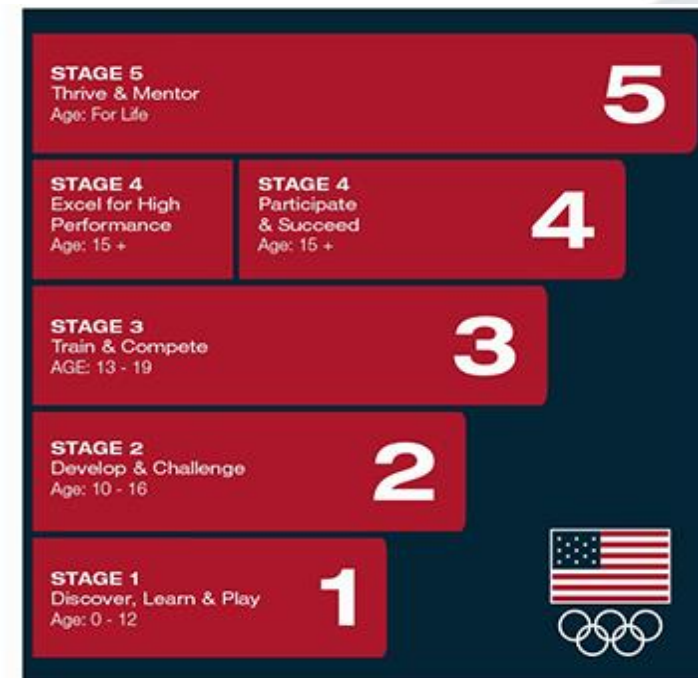 STAGE 5
Thrive & Mentor
Age: For Life
5
STAGE 4
Excel for High
Performance
Age: 15 +
STAGE 4
Participate
& Succeed
Age: 15 +
4
STAGE 3
Train & Compete
AGE: 13 - 19
3
STAGE 2
Develop & Challenge
Age: 10 - 16
2
STAGE 1
Discover, Learn & Play
Age: 0 - 12
1